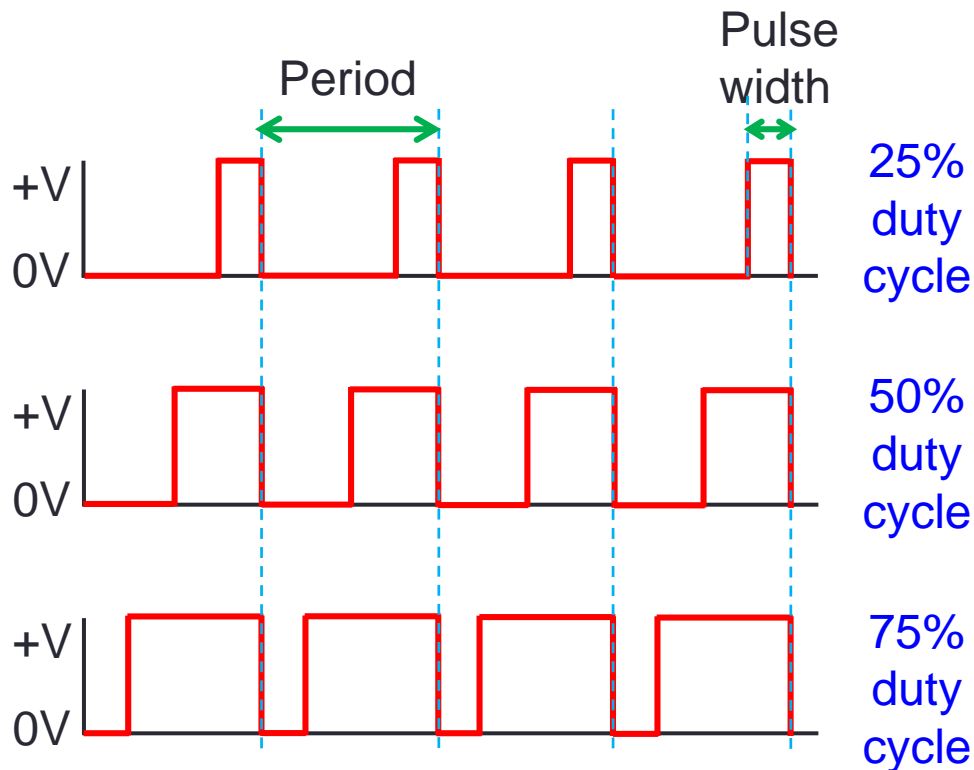 Pulse
width
Period
+V
0V
25%
duty
cycle
+V
0V
50%
duty
cycle
+V
0V
75%
duty
cycle